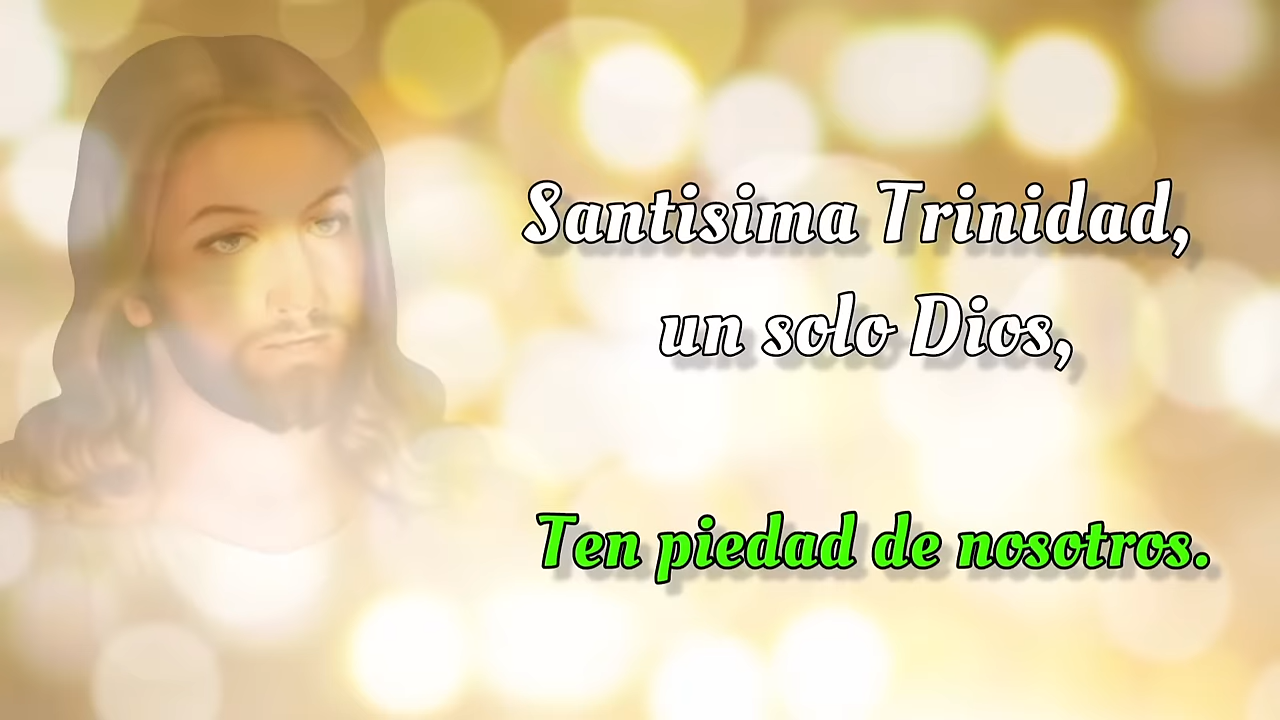 Santisima Trinidad,
un solo Dios,
Ten piedad de nosotros.